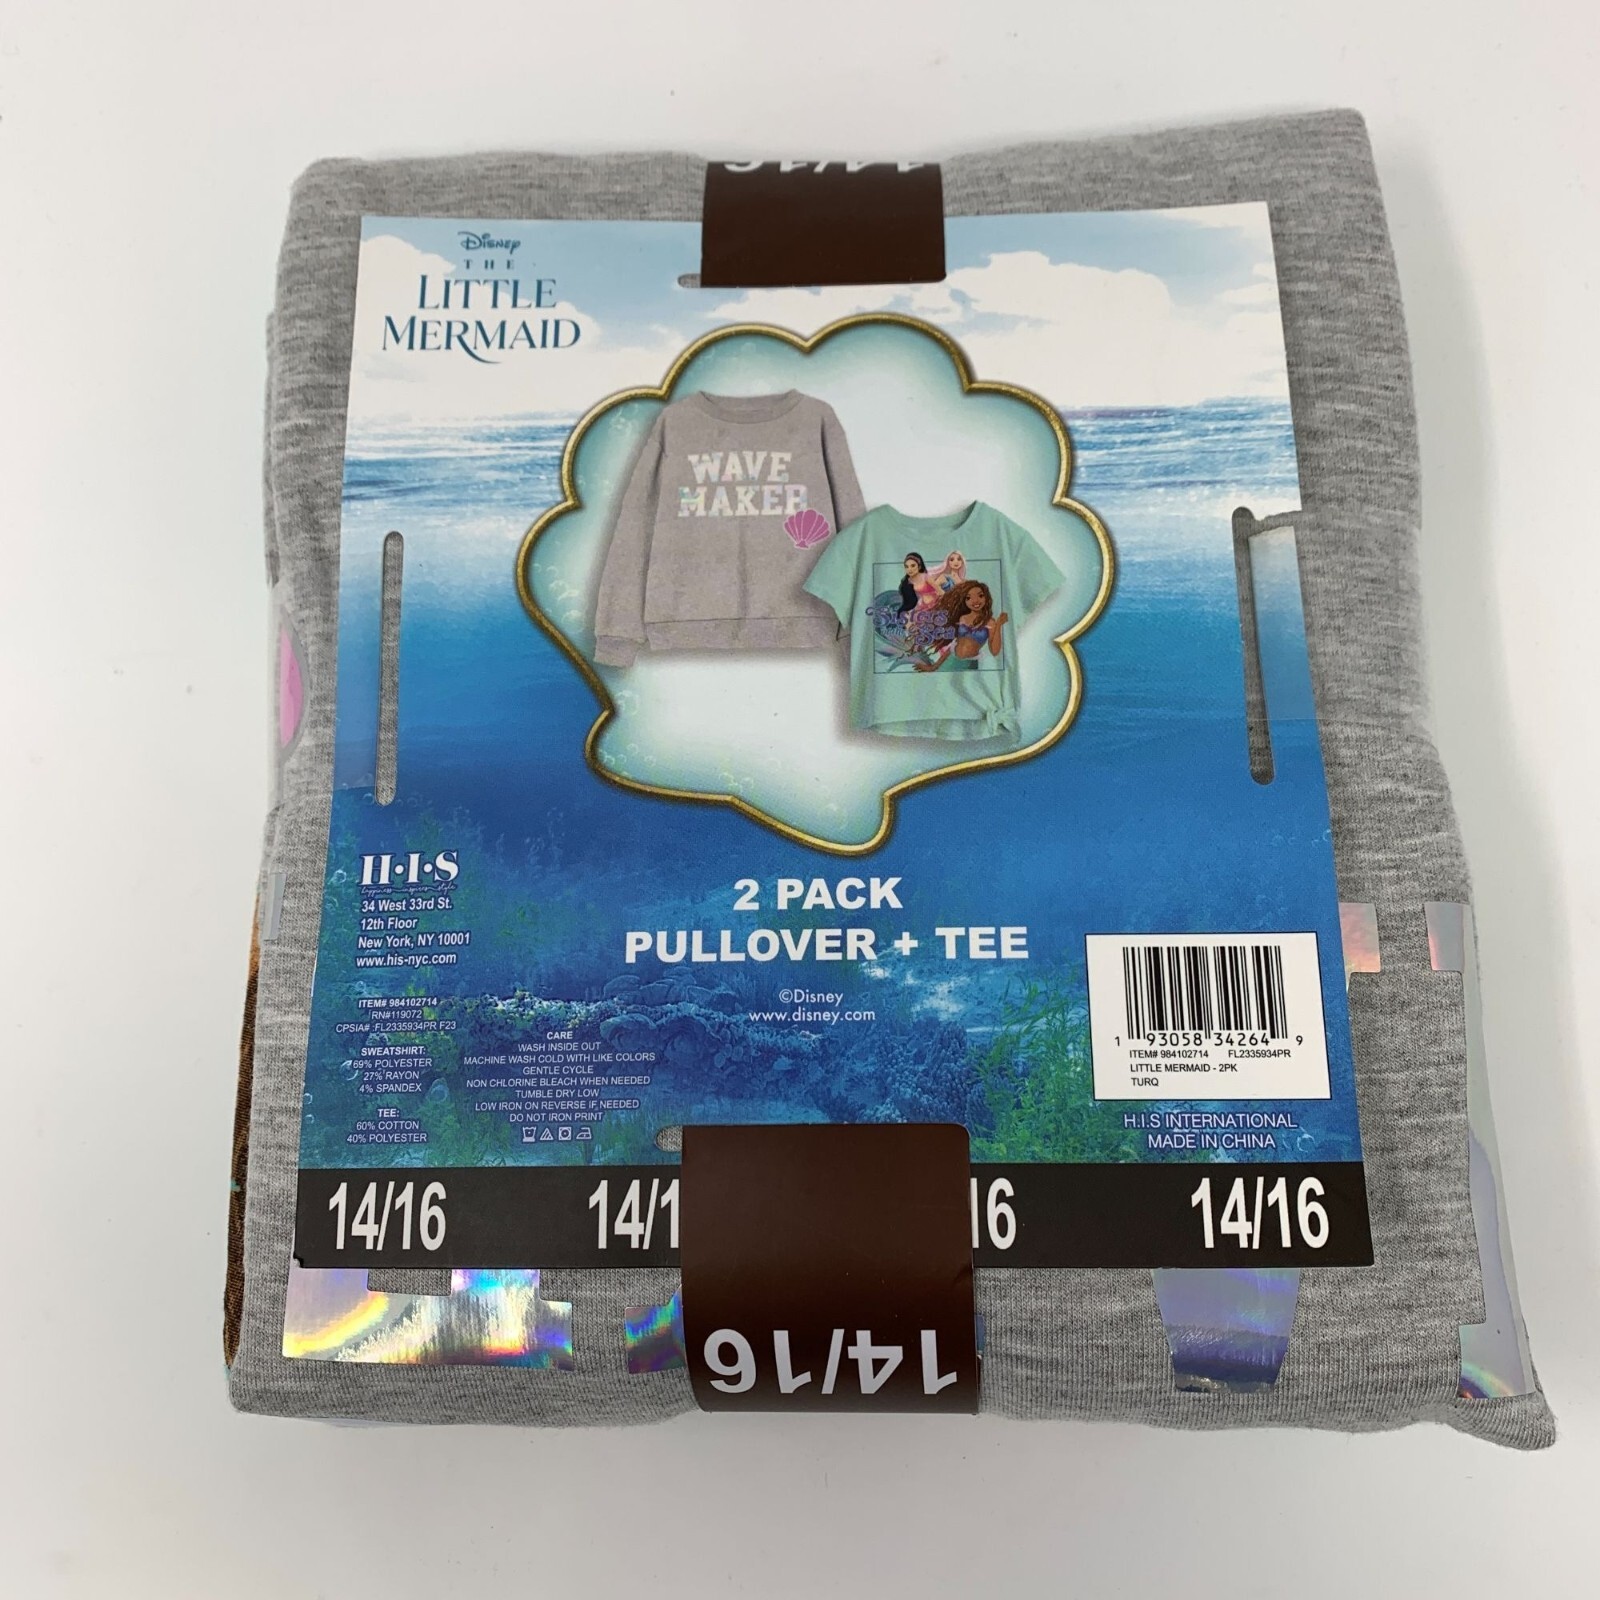 14/16
Disney
THE
LITTLE
MERMAID
WAVE
MAKER
Sisters
Sea
H·I·S
happiness inspires style
34 West 33rd St.
12th Floor
New York, NY 10001
www.his-nyc.com
2 PACK
PULLOVER + TEE
©Disney
www.disney.com
ITEM# 984102714
RN#119072
CPSIA# :FL2335934PR F23
SWEATSHIRT:
69% POLYESTER
27% RAYON
4% SPANDEX
TEE:
60% COTTON
40% POLYESTER
CARE
WASH INSIDE OUT
MACHINE WASH COLD WITH LIKE COLORS
GENTLE CYCLE
NON CHLORINE BLEACH WHEN NEEDED
TUMBLE DRY LOW
LOW IRON ON REVERSE IF NEEDED
DO NOT IRON PRINT
1 93058 34264 9
ITEM# 984102714 FL2335934PR
LITTLE MERMAID - 2PK
TURQ
H.I.S INTERNATIONAL
MADE IN CHINA
14/16 14/1 16 14/16
14/16